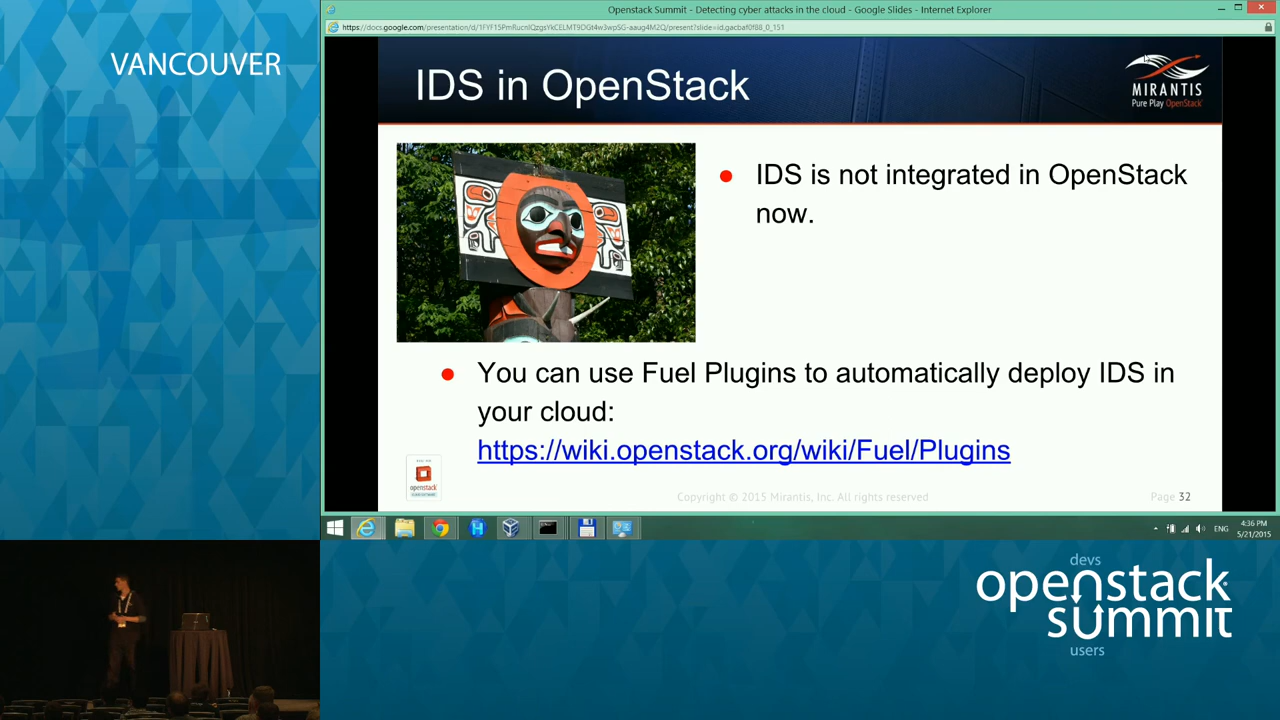 VANCOUVER
Openstack Summit - Detecting cyber attacks in the cloud - Google Slides - Internet Explorer
IDS in OpenStack
MIRANTIS
Pure Play OpenStack
IDS is not integrated in OpenStack
now.
You can use Fuel Plugins to automatically deploy IDS in
your cloud:
https://wiki.openstack.org/wiki/Fuel/Plugins
openstack
Copyright © 2015 Mirantis, Inc. All rights reserved
Page 32
ENG
4:36 PM
5/21/2015
devs
openstack
summit
users